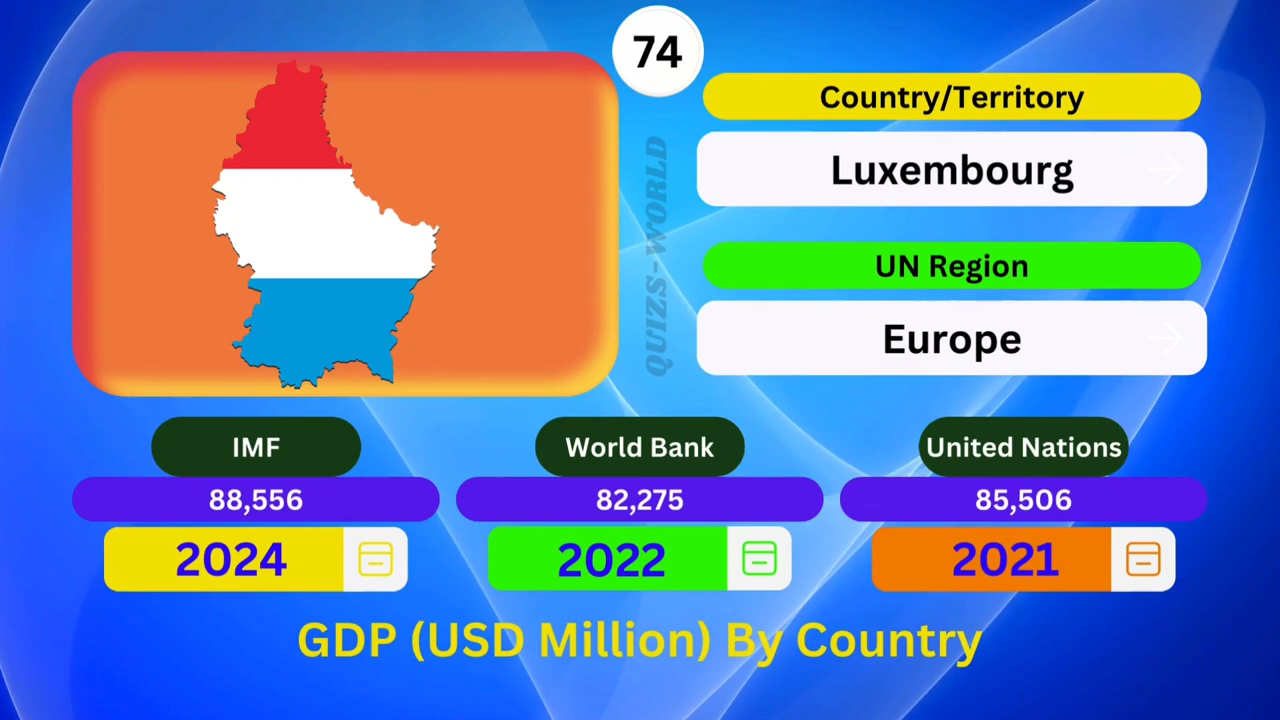 74
Country/Territory
Luxembourg
UN Region
Europe
QUIZS-WORLD
IMF
88,556
2024
World Bank
82,275
2022
United Nations
85,506
2021
GDP (USD Million) By Country